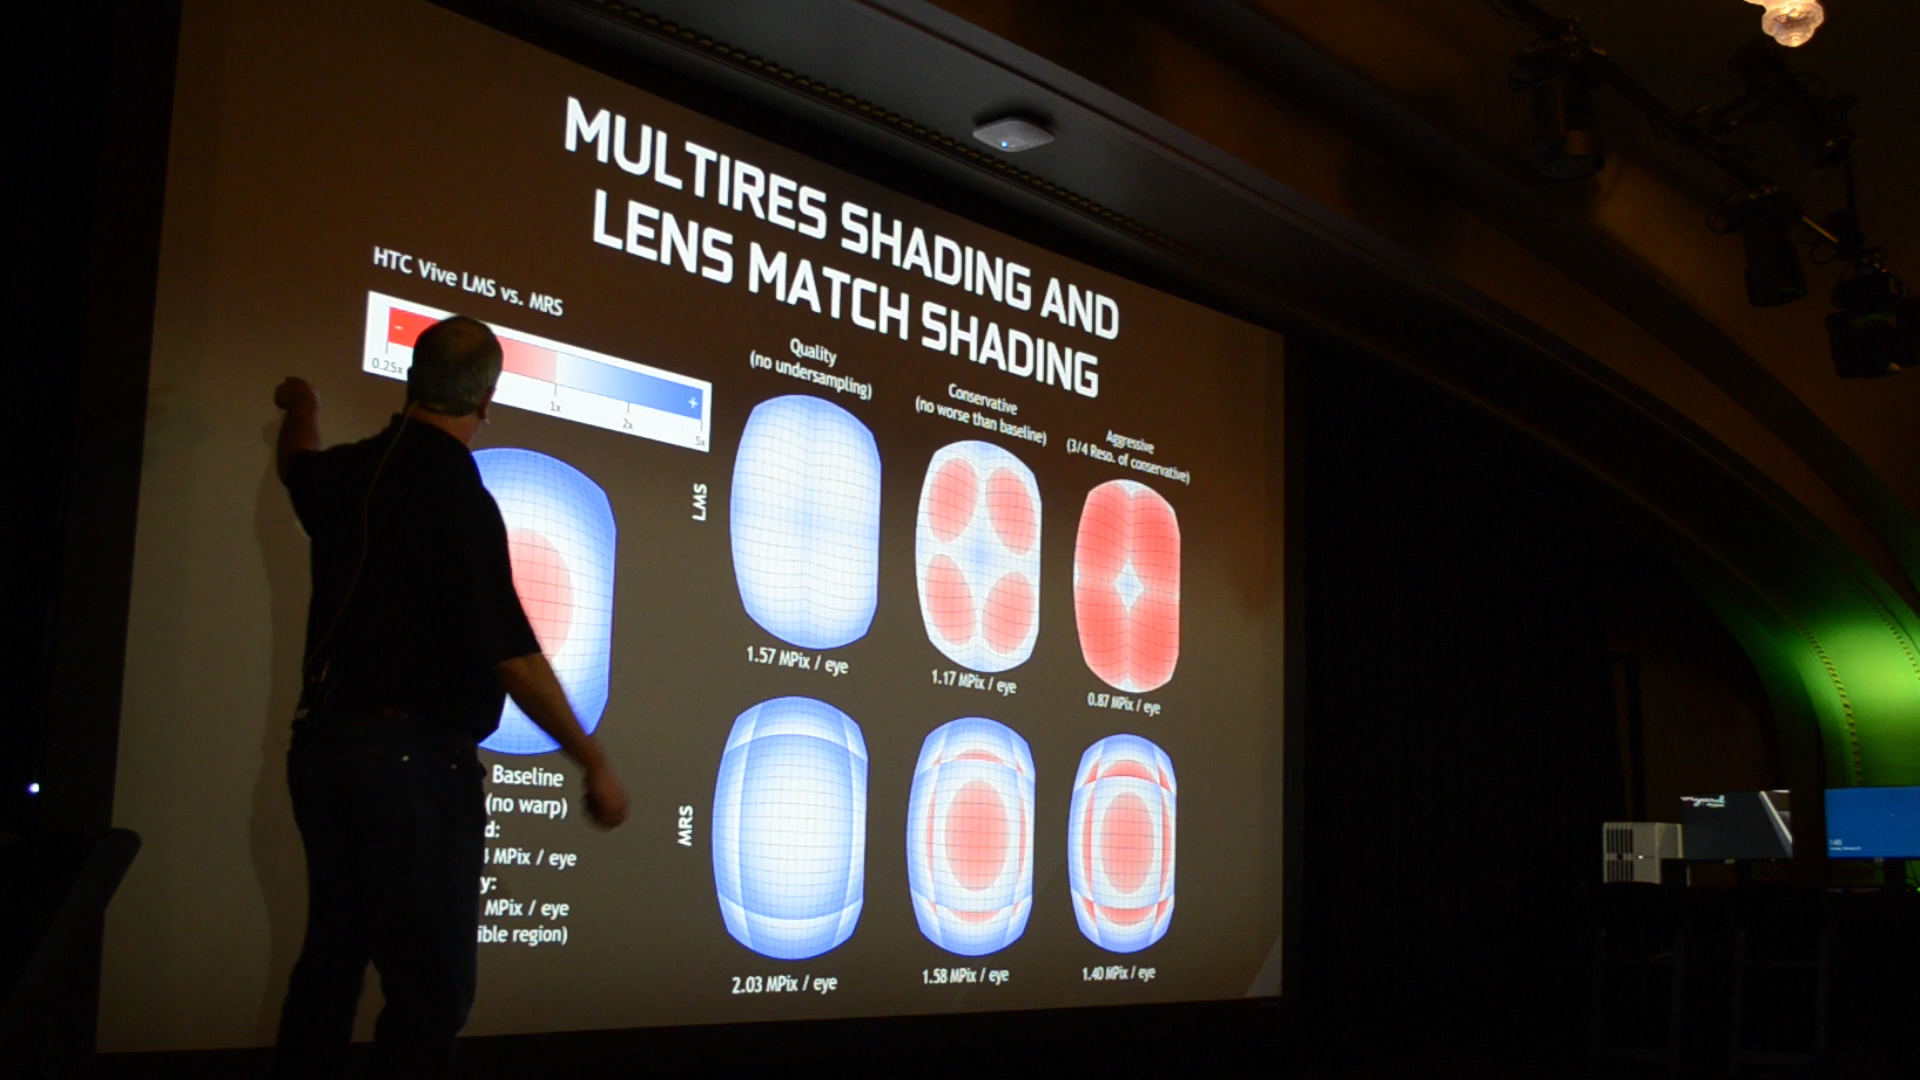 MULTIRES SHADING AND
LENS MATCH SHADING
HTC Vive LMS vs. MRS
-
+
0.25x
1x
2x
5x
Quality
(no undersampling)
Conservative
(no worse than baseline)
Aggressive
(3/4 Reso. of conservative)
LMS
1.57 MPix / eye
1.17 MPix / eye
0.87 MPix / eye
Baseline
(no warp)
d:
MPix / eye
y:
MPix / eye
ible region)
MRS
2.03 MPix / eye
1.58 MPix / eye
1.40 MPix / eye